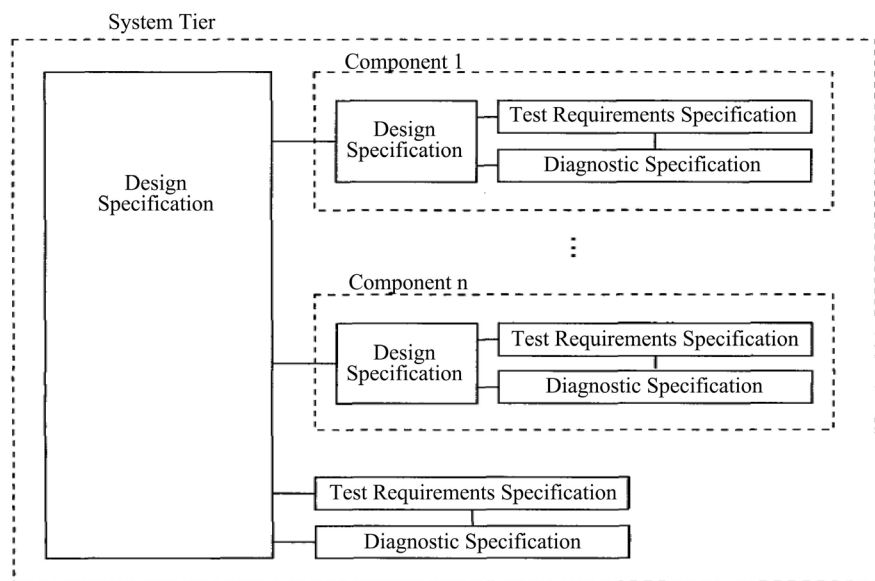 System Tier
Component 1
Design
Specification
Test Requirements Specification
Diagnostic Specification
Design
Specification
Component n
Design
Specification
Test Requirements Specification
Diagnostic Specification
Test Requirements Specification
Diagnostic Specification